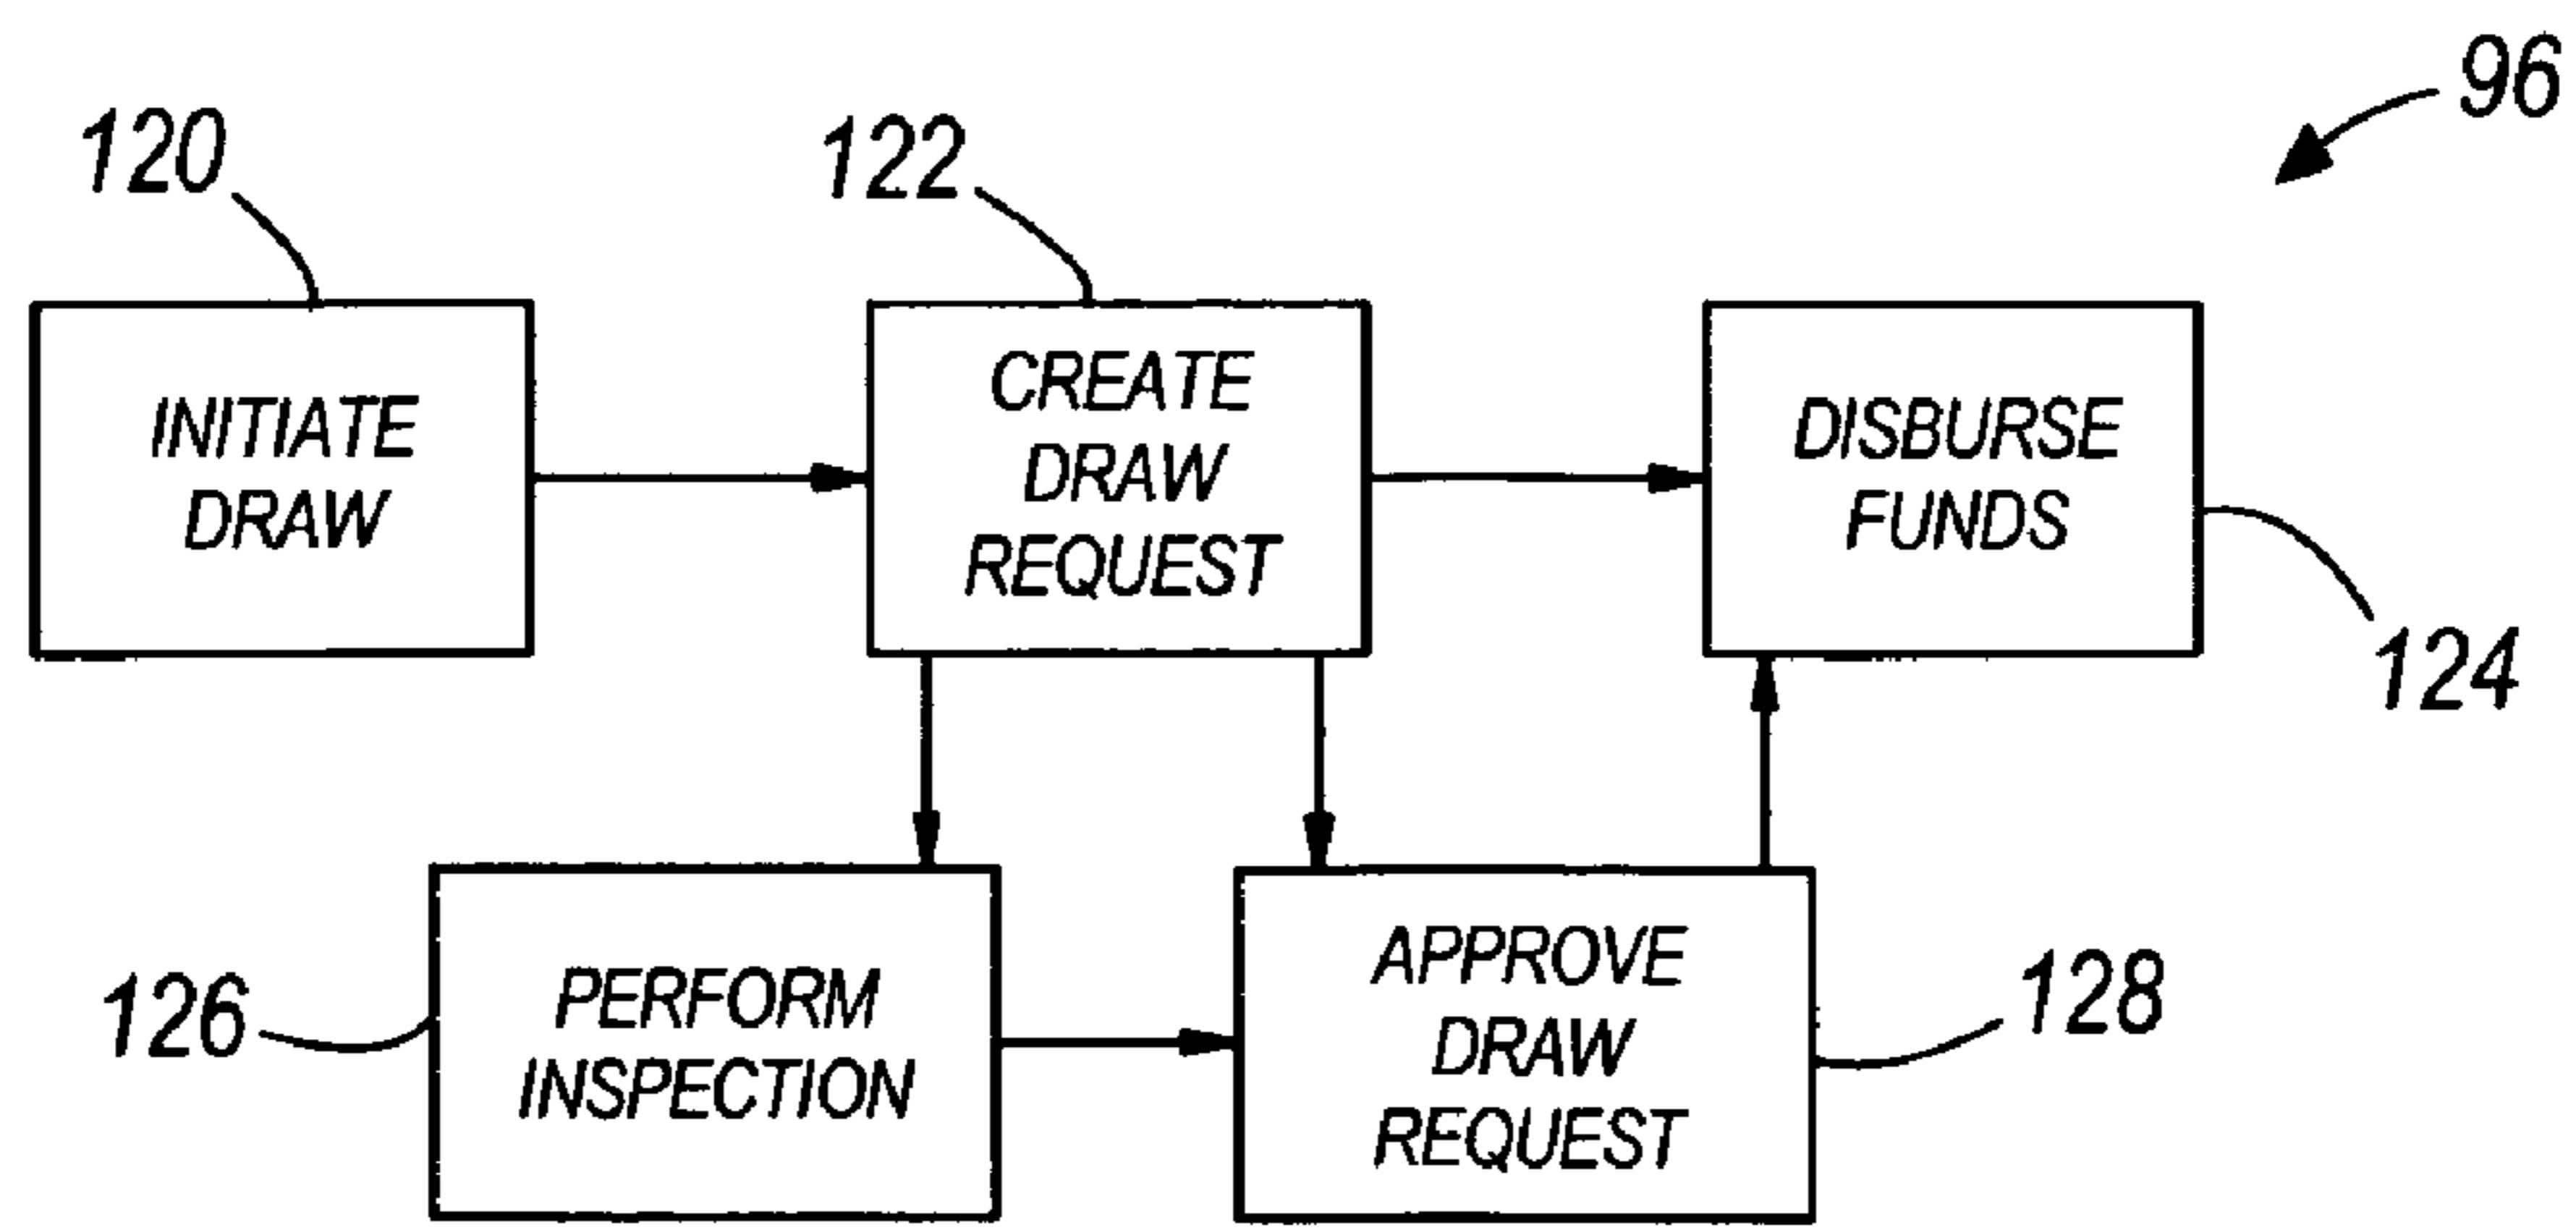 96
120
122
INITIATE
DRAW
CREATE
DRAW
REQUEST
DISBURSE
FUNDS
124
126
PERFORM
INSPECTION
APPROVE
DRAW
REQUEST
128